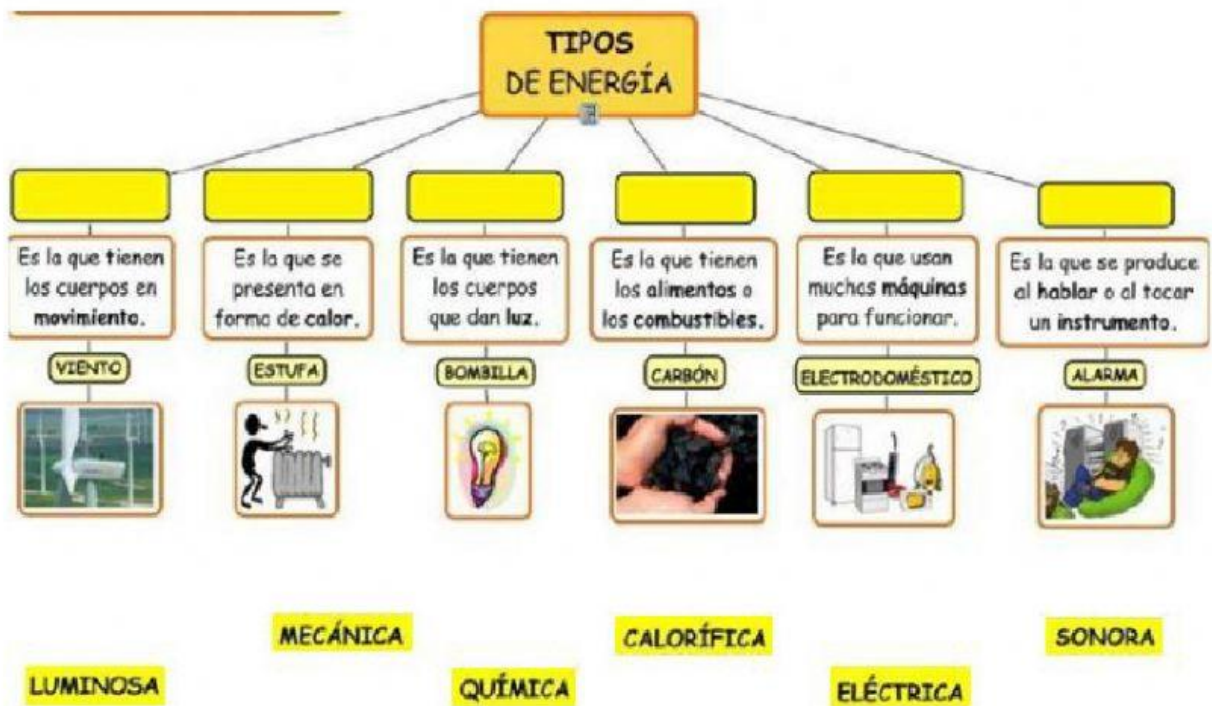 TIPOS
DE ENERGÍA
Es la que tienen
los cuerpos en
movimiento.
Es la que se
presenta en
forma de calor.
Es la que tienen
los cuerpos
que dan luz.
Es la que tienen
los alimentos o
los combustibles.
Es la que usan
muchas máquinas
para funcionar.
Es la que se produce
al hablar o al tocar
un instrumento.
VIENTO
ESTUFA
BOMBILLA
CARBÓN
ELECTRODOMÉSTICO
ALARMA
MECÁNICA
CALORÍFICA
SONORA
LUMINOSA
QUÍMICA
ELÉCTRICA